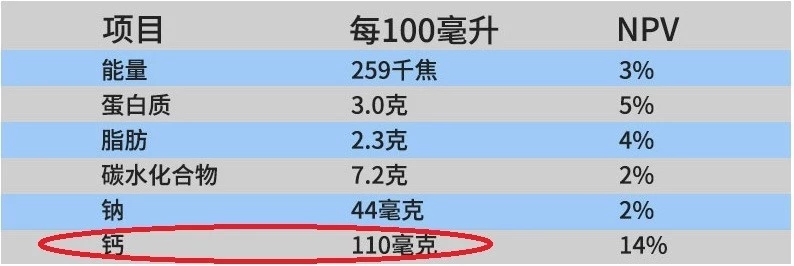 项目 每100毫升 NPV
能量 259千焦 3%
蛋白质 3.0克 5%
脂肪 2.3克 4%
碳水化合物 7.2克 2%
钠 44毫克 2%
钙 110毫克 14%